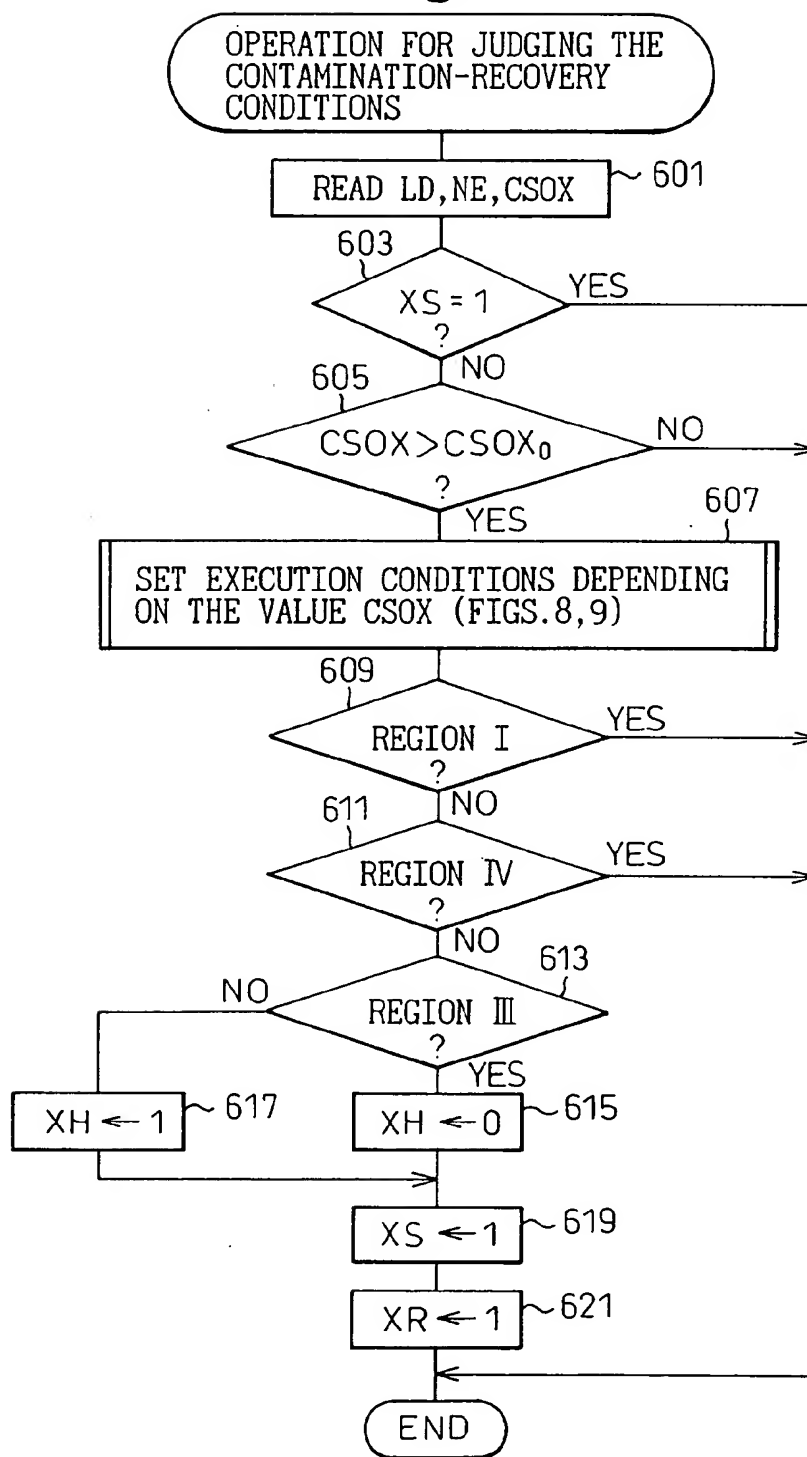 OPERATION FOR JUDGING THE
CONTAMINATION-RECOVERY
CONDITIONS
READ LD,NE,CSOX
601
603
XS=1
?
YES
NO
605
CSOX>CSOX₀
?
NO
YES
607
SET EXECUTION CONDITIONS DEPENDING
ON THE VALUE CSOX (FIGS.8,9)
609
REGION I
?
YES
NO
611
REGION IV
?
YES
NO
613
REGION III
?
NO
YES
XH←1
617
XH←0
615
XS←1
619
XR←1
621
END